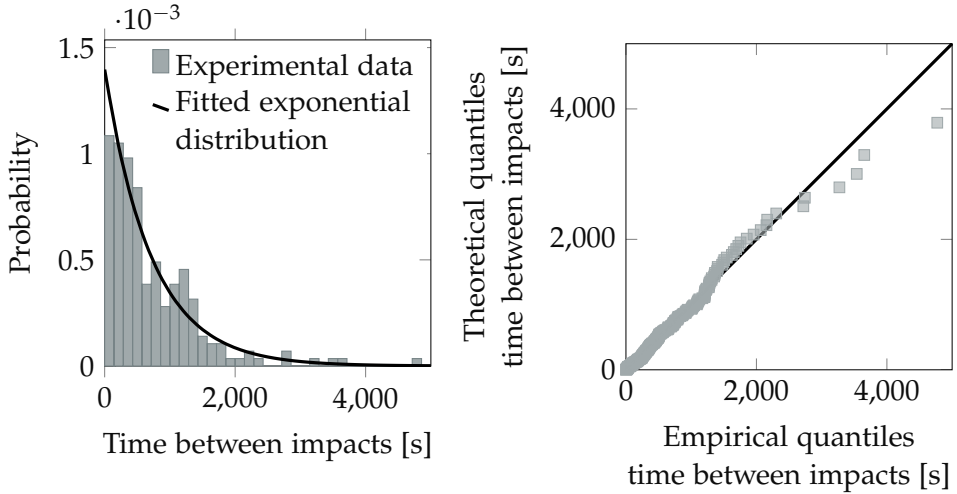 ·10⁻³
1.5
1
0.5
0
Probability
Experimental data
Fitted exponential
distribution
0
2,000
4,000
Time between impacts [s]
Theoretical quantiles
time between impacts [s]
4,000
2,000
0
0
2,000
4,000
Empirical quantiles
time between impacts [s]